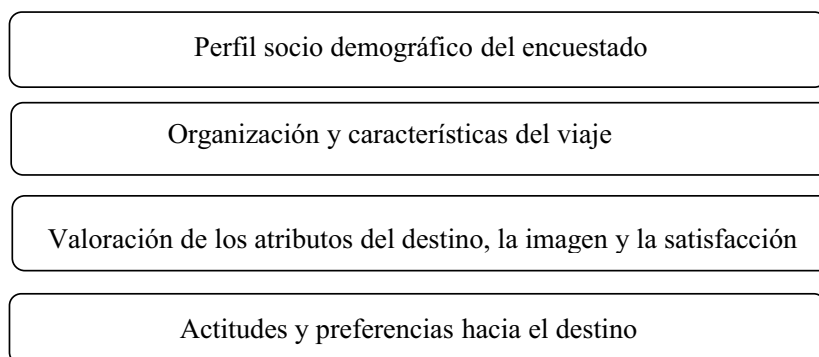 Perfil socio demográfico del encuestado
Organización y características del viaje
Valoración de los atributos del destino, la imagen y la satisfacción
Actitudes y preferencias hacia el destino